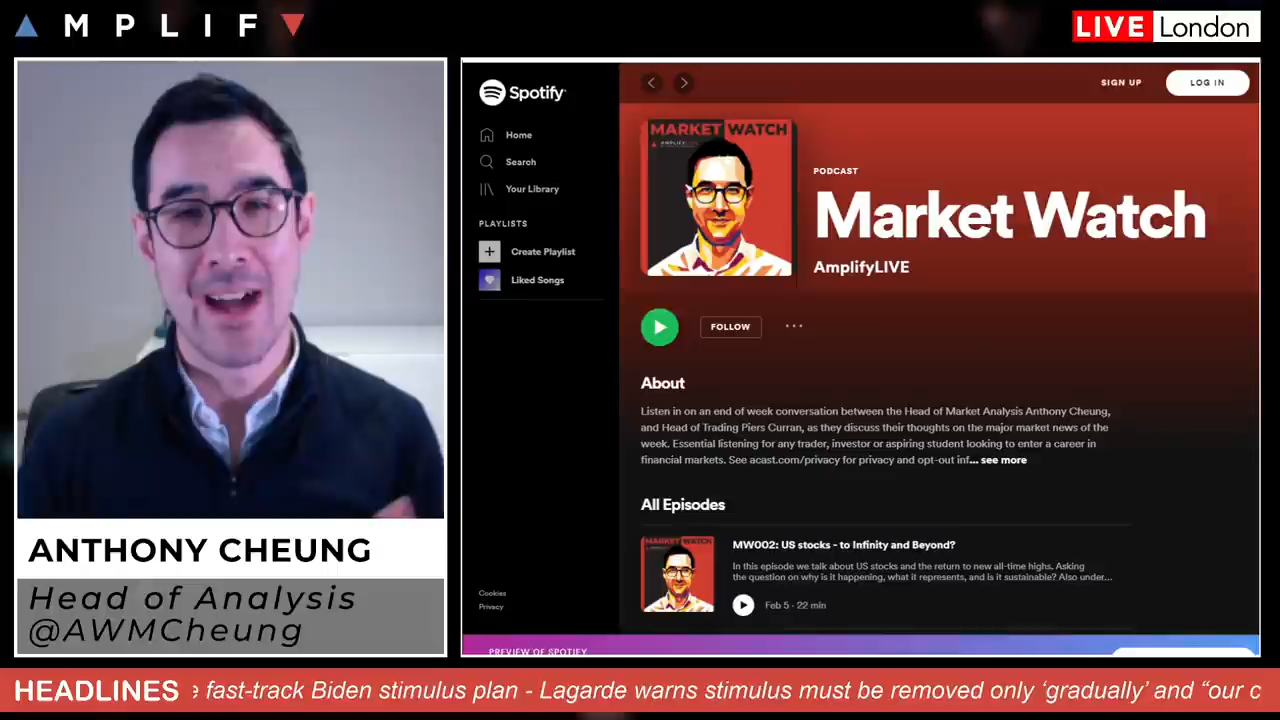 AMPLIFY
LIVE London
Spotify
Home
Search
Your Library
PLAYLISTS
Create Playlist
Liked Songs
Cookies
Privacy
SIGN UP
LOG IN
MARKET WATCH
PODCAST
Market Watch
AmplifyLIVE
FOLLOW
About
Listen in on an end of week conversation between the Head of Market Analysis Anthony Cheung,
and Head of Trading Piers Curran, as they discuss their thoughts on the major market news of the
week. Essential listening for any trader, investor or aspiring student looking to enter a career in
financial markets. See acast.com/privacy for privacy and opt-out inf... see more
All Episodes
MARKET WATCH
MW002: US stocks - to Infinity and Beyond?
In this episode we talk about US stocks and the return to new all-time highs. Asking
the question on why is it happening, what it represents, and is it sustainable? Also under...
Feb 5 · 22 min
PREVIEW OF SPOTIFY
ANTHONY CHEUNG
Head of Analysis
@AWMCheung
HEADLINES e fast-track Biden stimulus plan - Lagarde warns stimulus must be removed only ‘gradually’ and “our c